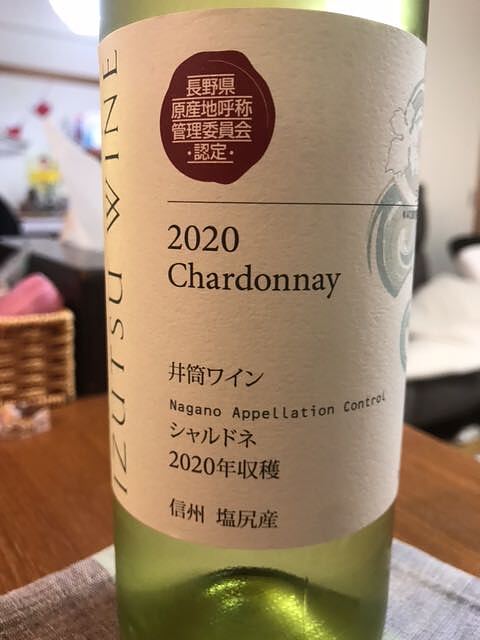 IZUTSU WINE
長野県
原産地呼称
管理委員会
・認定・
2020
Chardonnay
井筒ワイン
Nagano Appellation Control
シャルドネ
2020年収穫
信州 塩尻産